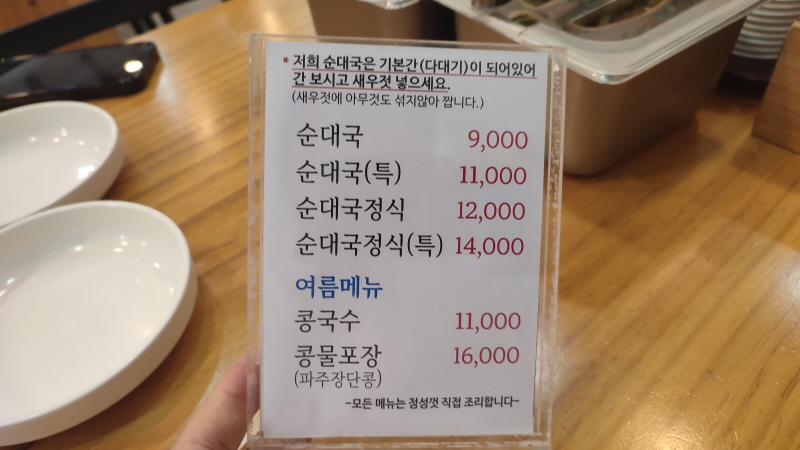 * 저희 순대국은 기본간(다대기)이 되어있어
간 보시고 새우젓 넣으세요.
(새우젓에 아무것도 섞지않아 짭니다.)
순대국 9,000
순대국(특) 11,000
순대국정식 12,000
순대국정식(특) 14,000
여름메뉴
콩국수 11,000
콩물포장 16,000
(파주장단콩)
-모든 메뉴는 정성껏 직접 조리합니다-